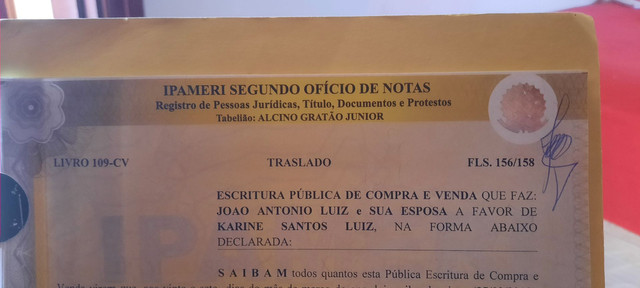 IPAMERI SEGUNDO OFÍCIO DE NOTAS
Registro de Pessoas Jurídicas, Título, Documentos e Protestos
Tabelião: ALCINO GRATÃO JUNIOR
LIVRO 109-CV TRASLADO FLS. 156/158
ESCRITURA PÚBLICA DE COMPRA E VENDA QUE FAZ:
JOAO ANTONIO LUIZ e SUA ESPOSA A FAVOR DE
KARINE SANTOS LUIZ, NA FORMA ABAIXO
DECLARADA:
S A I B A M todos quantos esta Pública Escritura de Compra e